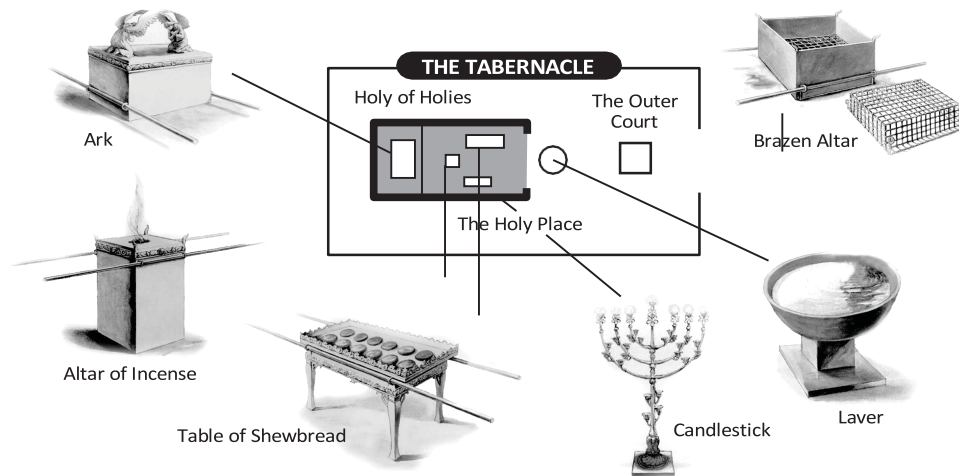 THE TABERNACLE
Holy of Holies
The Outer
Court
Ark
Brazen Altar
The Holy Place
Altar of Incense
Table of Shewbread
Candlestick
Laver